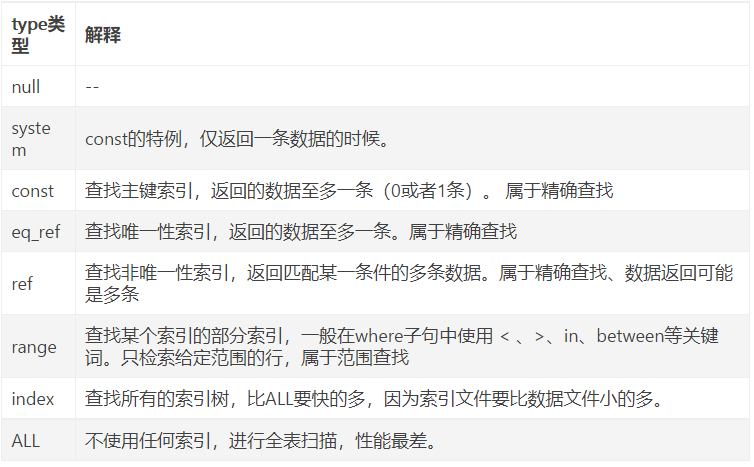 type类型 解释
null --
system const的特例，仅返回一条数据的时候。
const 查找主键索引，返回的数据至多一条（0或者1条）。 属于精确查找
eq_ref 查找唯一性索引，返回的数据至多一条。属于精确查找
ref 查找非唯一性索引，返回匹配某一条件的多条数据。属于精确查找、数据返回可能
是多条
range 查找某个索引的部分索引，一般在where子句中使用 < 、>、in、between等关键
词。只检索给定范围的行，属于范围查找
index 查找所有的索引树，比ALL要快的多，因为索引文件要比数据文件小的多。
ALL 不使用任何索引，进行全表扫描，性能最差。